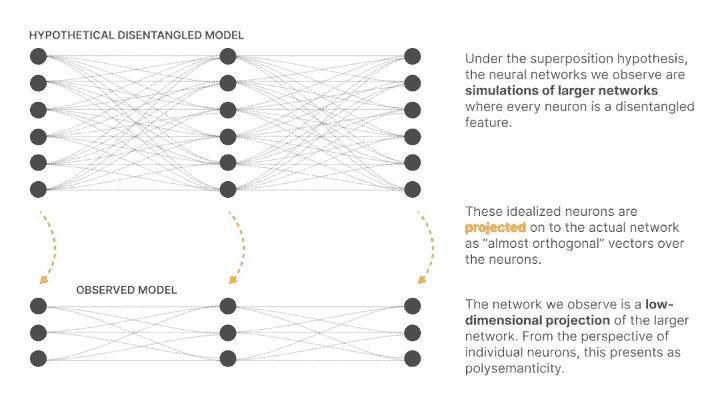 HYPOTHETICAL DISENTANGLED MODEL
Under the superposition hypothesis,
the neural networks we observe are
simulations of larger networks
where every neuron is a disentangled
feature.
These idealized neurons are
projected on to the actual network
as “almost orthogonal” vectors over
the neurons.
OBSERVED MODEL
The network we observe is a low-
dimensional projection of the larger
network. From the perspective of
individual neurons, this presents as
polysemanticity.